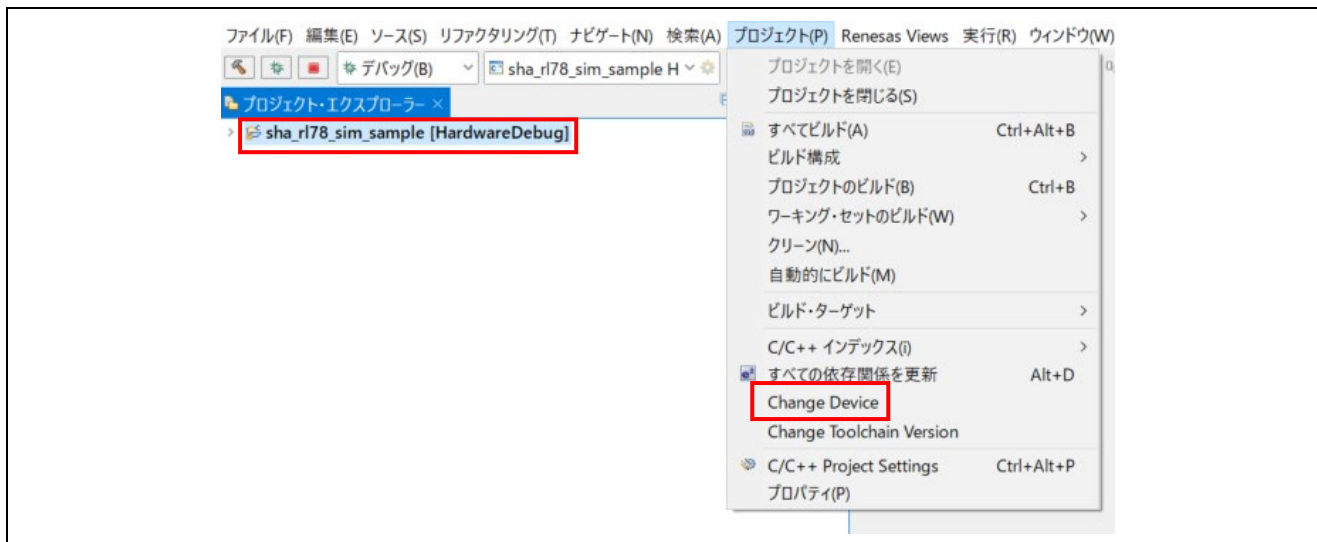 ファイル(F) 編集(E) ソース(S) リファクタリング(T) ナビゲート(N) 検索(A) プロジェクト(P) Renesas Views 実行(R) ウィンドウ(W)
デバッグ(B) sha_rl78_sim_sample H
プロジェクト・エクスプローラー
sha_rl78_sim_sample [HardwareDebug]
プロジェクトを開く(E)
プロジェクトを閉じる(S)
すべてビルド(A) Ctrl+Alt+B
ビルド構成
プロジェクトのビルド(B) Ctrl+B
ワーキング・セットのビルド(W)
クリーン(N)...
自動的にビルド(M)
ビルド・ターゲット
C/C++ インデックス(i)
すべての依存関係を更新 Alt+D
Change Device
Change Toolchain Version
C/C++ Project Settings Ctrl+Alt+P
プロパティ(P)